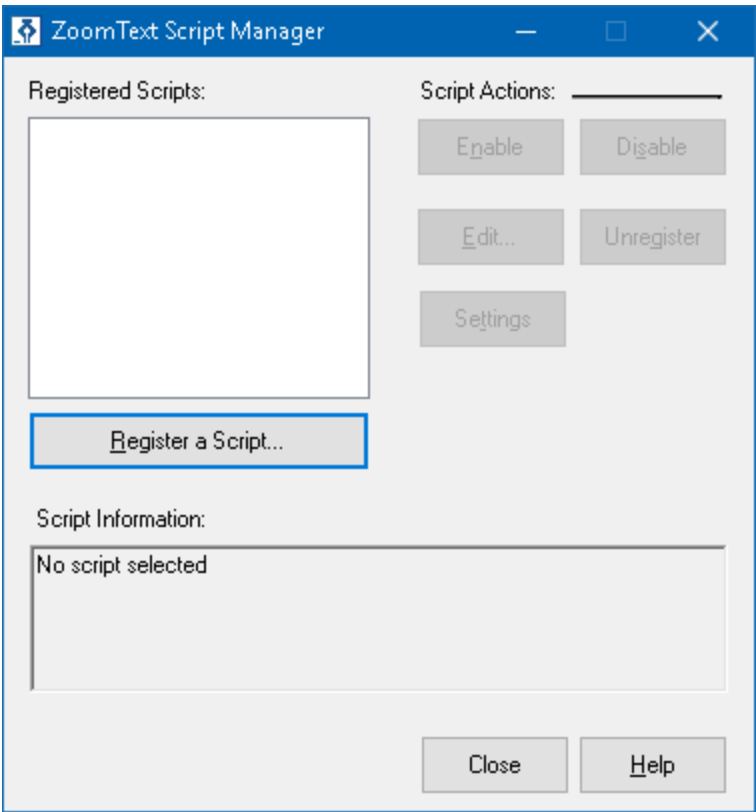 ZoomText Script Manager
Registered Scripts:
Script Actions:
Enable
Disable
Edit...
Unregister
Settings
Register a Script...
Script Information:
No script selected
Close
Help